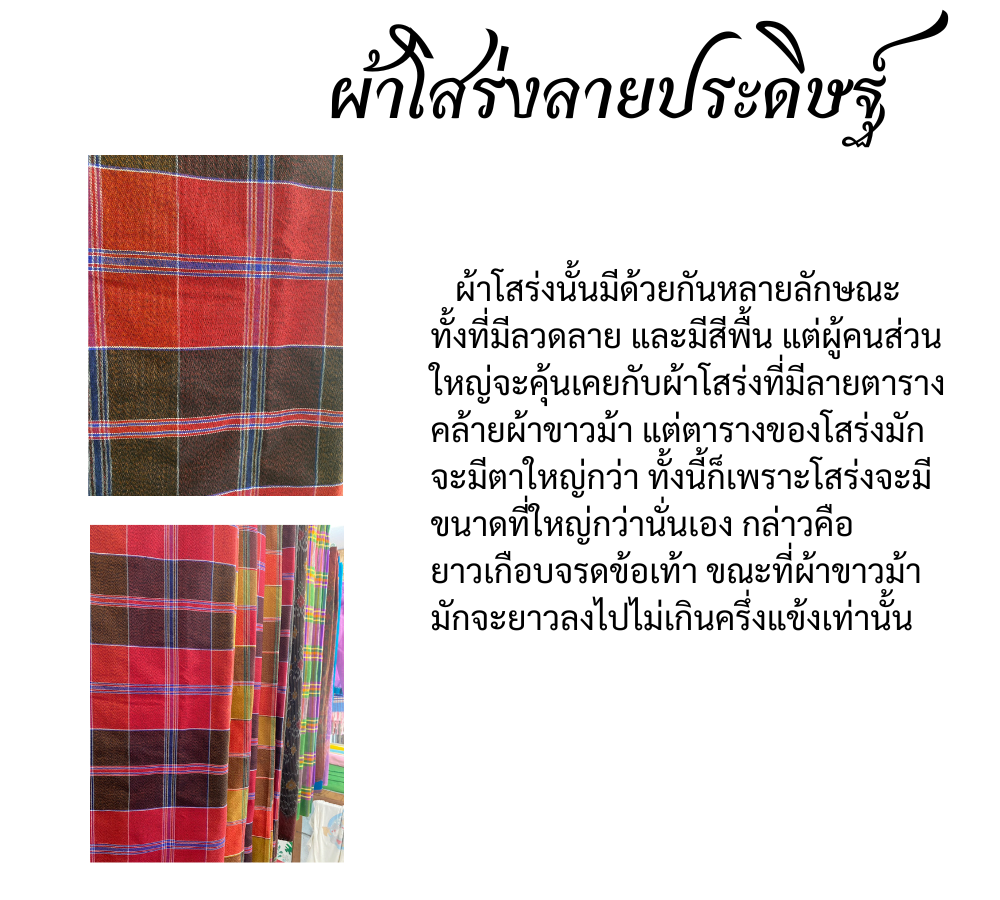 ผ้าโสร่งลายประดิษฐ์
ผ้าโสร่งนั้นมีด้วยกันหลายลักษณะ
ทั้งที่มีลวดลาย และมีสีพื้น แต่ผู้คนส่วน
ใหญ่จะคุ้นเคยกับผ้าโสร่งที่มีลายตาราง
คล้ายผ้าขาวม้า แต่ตารางของโสร่งมัก
จะมีตาใหญ่กว่า ทั้งนี้ก็เพราะโสร่งจะมี
ขนาดที่ใหญ่กว่านั่นเอง กล่าวคือ
ยาวเกือบจรดข้อเท้า ขณะที่ผ้าขาวม้า
มักจะยาวลงไปไม่เกินครึ่งแข้งเท่านั้น